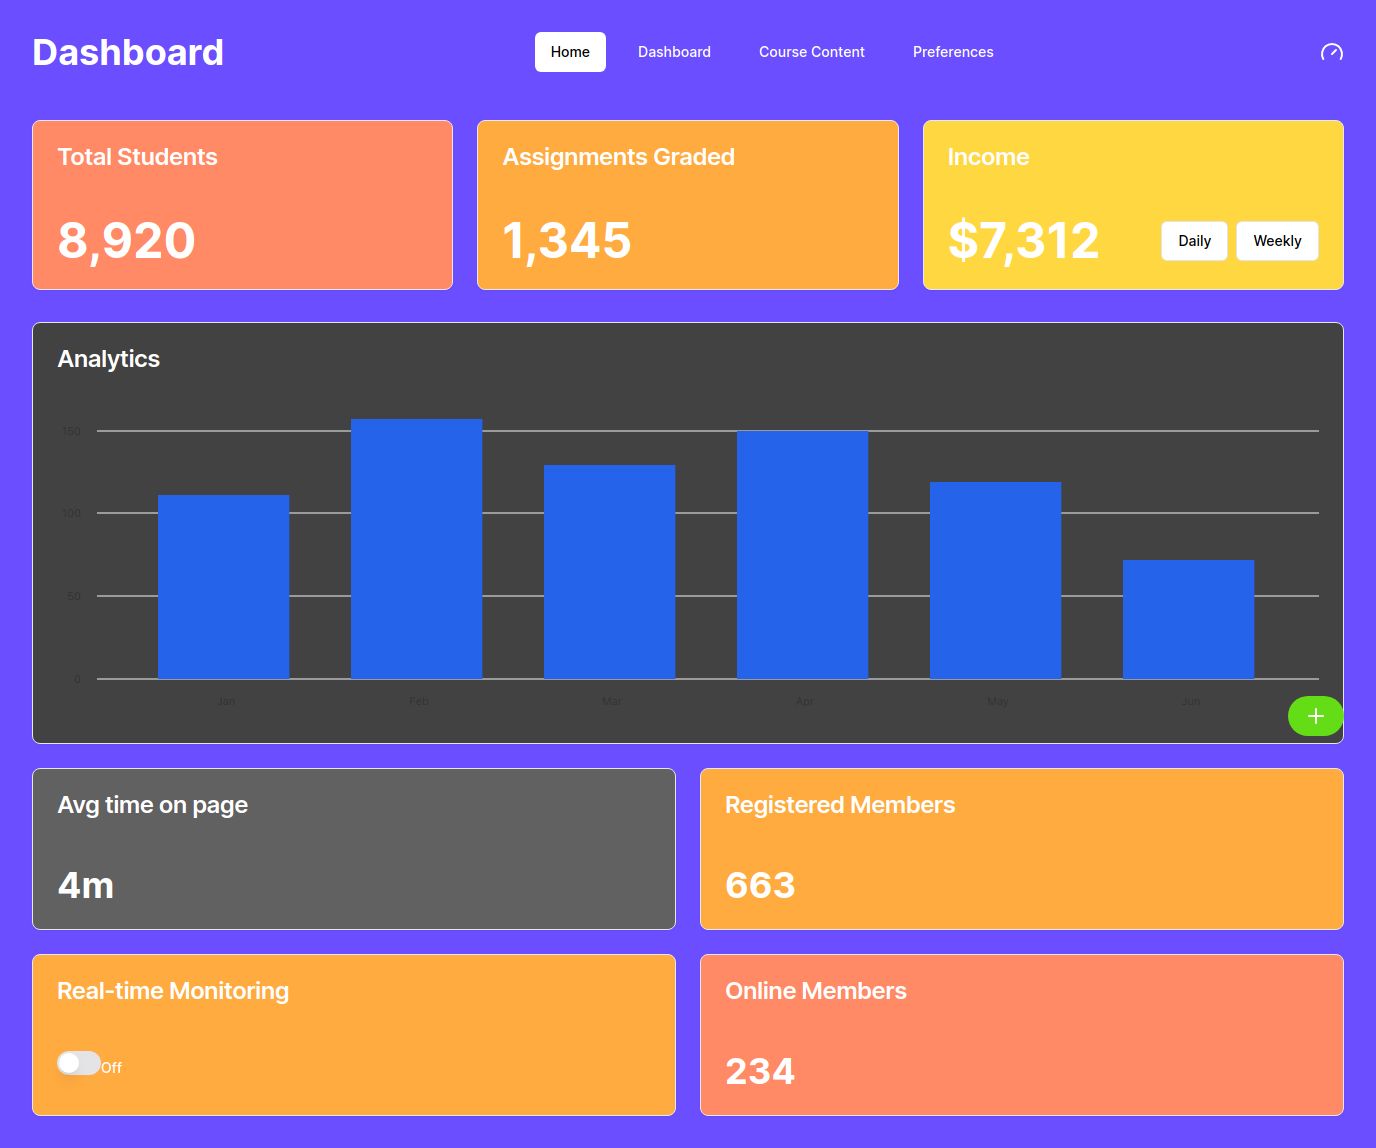 Dashboard
Home
Dashboard
Course Content
Preferences
Total Students
8,920
Assignments Graded
1,345
Income
$7,312
Daily
Weekly
Analytics
150
100
50
0
Jan
Feb
Mar
Apr
May
Jun
Avg time on page
4m
Registered Members
663
Real-time Monitoring
Off
Online Members
234